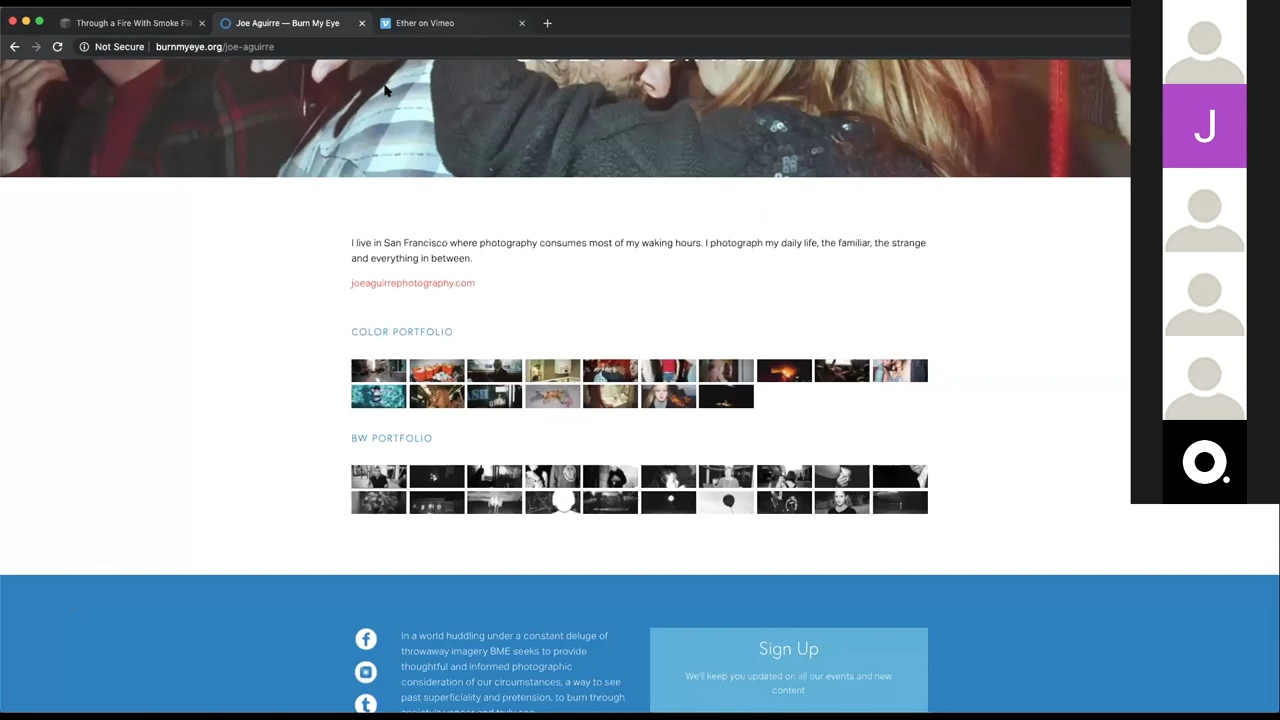 Through a Fire With Smoke Fil
Joe Aguirre — Burn My Eye
Ether on Vimeo
Not Secure
burnmyeye.org/joe-aguirre
J
I live in San Francisco where photography consumes most of my waking hours. I photograph my daily life, the familiar, the strange
and everything in between.
joeaguirrephotography.com
COLOR PORTFOLIO
BW PORTFOLIO
In a world huddling under a constant deluge of
throwaway imagery BME seeks to provide
thoughtful and informed photographic
consideration of our circumstances, a way to see
past superficiality and pretension, to burn through
Sign Up
We'll keep you updated on all our events and new
content